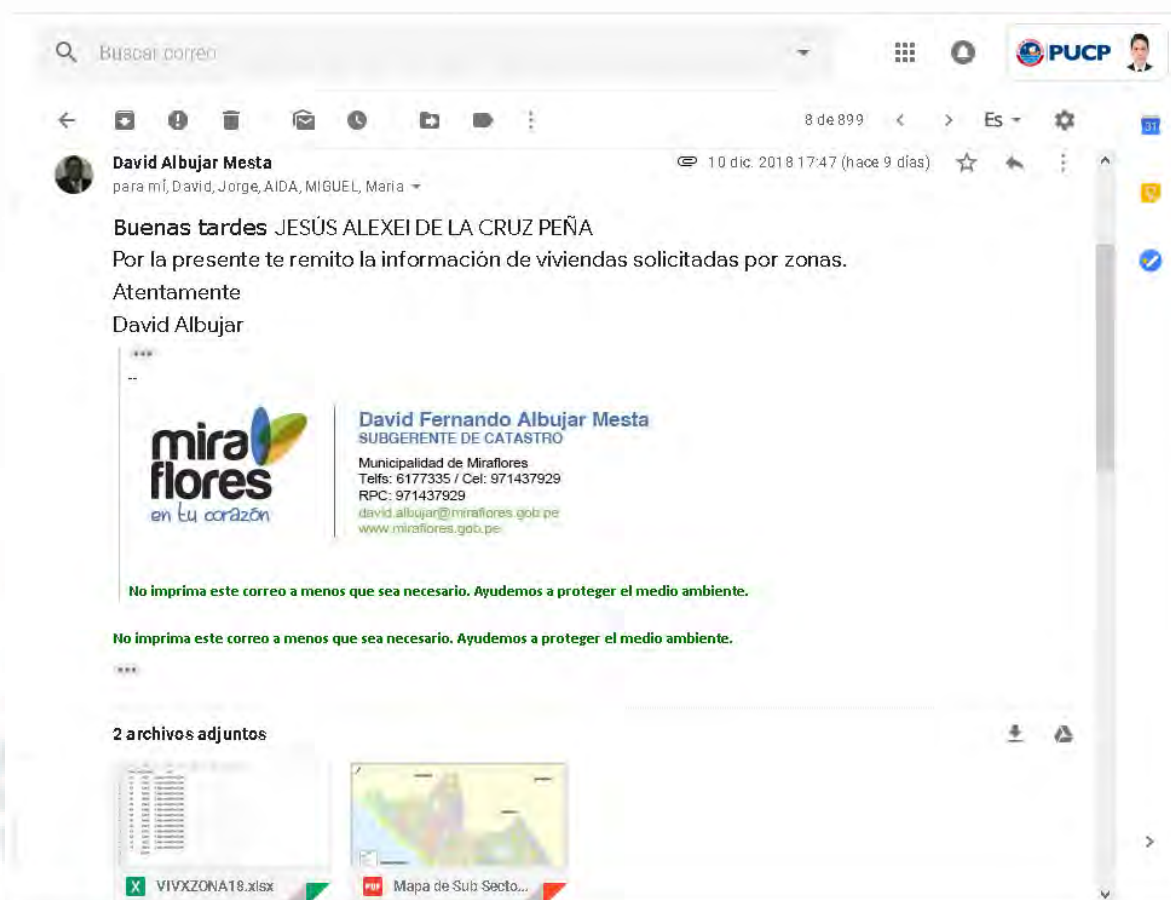 Buscar correo
PUCP
8 de 899
Es
31
David Albujar Mesta
10 dic. 2018 17:47 (hace 9 días)
para mí, David, Jorge, AIDA, MIGUEL, Maria
Buenas tardes JESÚS ALEXEI DE LA CRUZ PEÑA
Por la presente te remito la información de viviendas solicitadas por zonas.
Atentamente
David Albujar
--
mira
flores
en tu corazón
David Fernando Albujar Mesta
SUBGERENTE DE CATASTRO
Municipalidad de Miraflores
Telfs: 6177335 / Cel: 971437929
RPC: 971437929
david.albujar@miraflores.gob.pe
www.miraflores.gob.pe
No imprima este correo a menos que sea necesario. Ayudemos a proteger el medio ambiente.
No imprima este correo a menos que sea necesario. Ayudemos a proteger el medio ambiente.
2 archivos adjuntos
X VIVXZONA18.xlsx
PDF Mapa de Sub Secto...